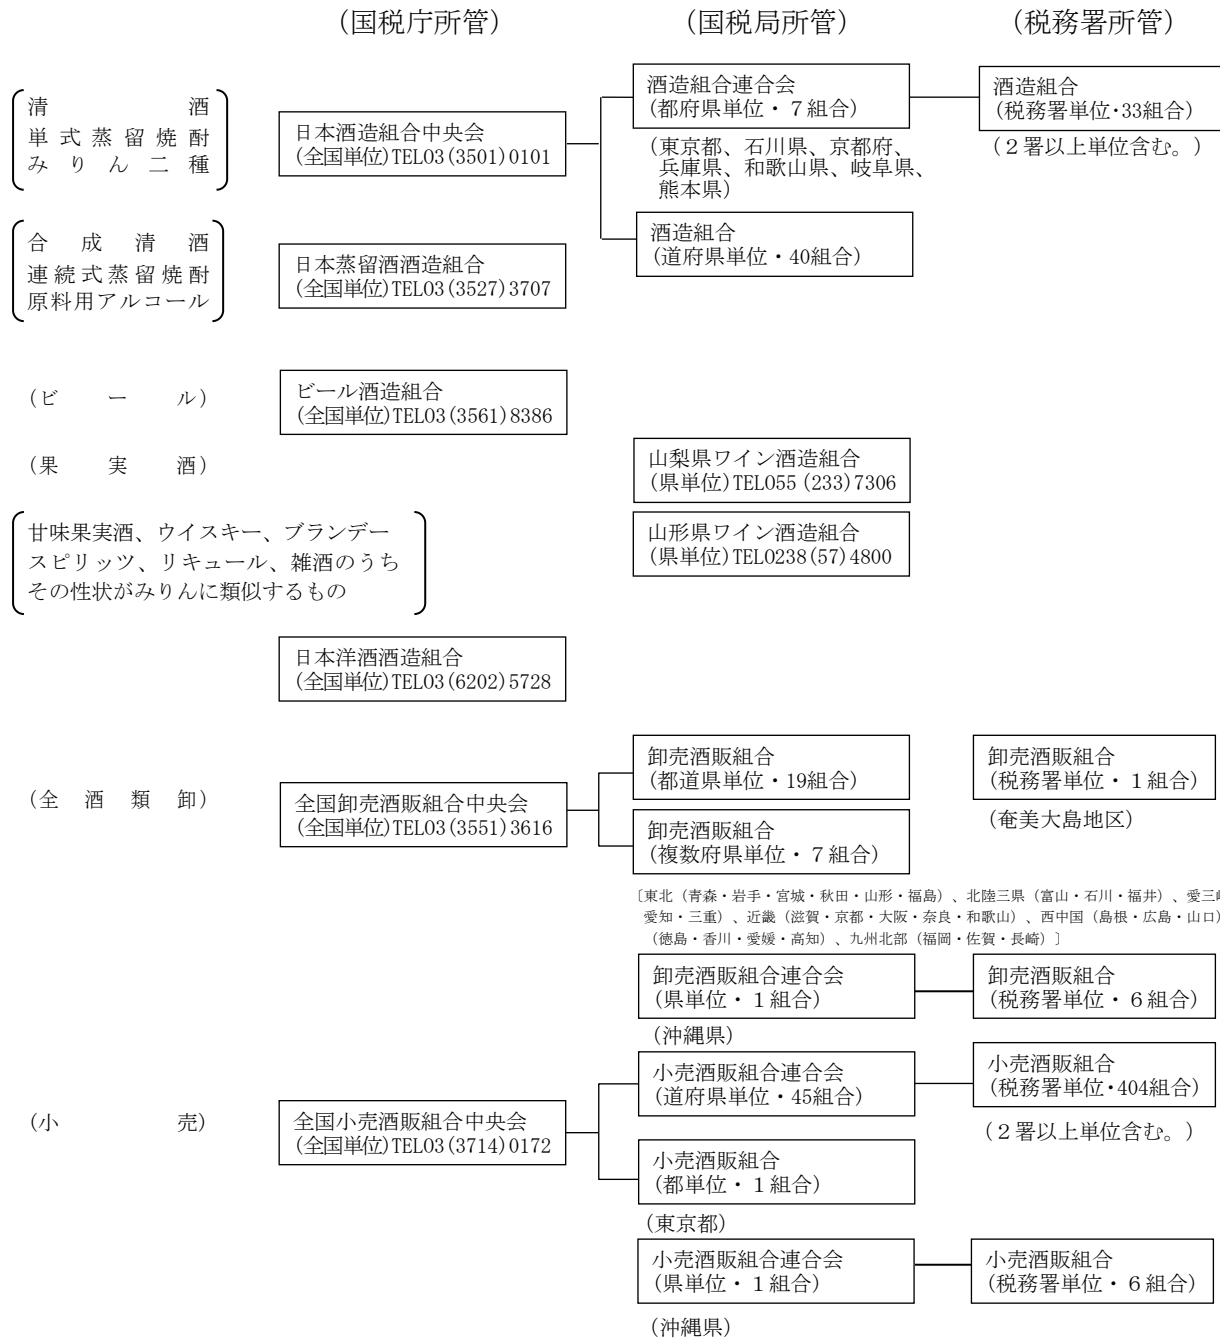 (国税庁所管) (国税局所管) (税務署所管)
清酒
単式蒸留焼酎
みりん二種
日本酒造組合中央会
(全国単位)TEL03(3501)0101
酒造組合連合会
(都府県単位・７組合)
(東京都、石川県、京都府、
兵庫県、和歌山県、岐阜県、
熊本県)
酒造組合
(税務署単位・33組合)
(２署以上単位含む。)
酒造組合
(道府県単位・40組合)
合成清酒
連続式蒸留焼酎
原料用アルコール
日本蒸留酒酒造組合
(全国単位)TEL03(3527)3707
(ビール)
ビール酒造組合
(全国単位)TEL03(3561)8386
(果実酒)
山梨県ワイン酒造組合
(県単位)TEL055(233)7306
山形県ワイン酒造組合
(県単位)TEL0238(57)4800
甘味果実酒、ウイスキー、ブランデー
スピリッツ、リキュール、雑酒のうち
その性状がみりんに類似するもの
日本洋酒酒造組合
(全国単位)TEL03(6202)5728
(全酒類卸)
全国卸売酒販組合中央会
(全国単位)TEL03(3551)3616
卸売酒販組合
(都道県単位・19組合)
卸売酒販組合
(税務署単位・１組合)
(奄美大島地区)
卸売酒販組合
(複数府県単位・７組合)
〔東北（青森・岩手・宮城・秋田・山形・福島）、北陸三県（富山・石川・福井）、愛三
愛知・三重）、近畿（滋賀・京都・大阪・奈良・和歌山）、西中国（島根・広島・山口）
（徳島・香川・愛媛・高知）、九州北部（福岡・佐賀・長崎）〕
卸売酒販組合連合会
(県単位・１組合)
(沖縄県)
卸売酒販組合
(税務署単位・６組合)
(小売)
全国小売酒販組合中央会
(全国単位)TEL03(3714)0172
小売酒販組合連合会
(道府県単位・45組合)
小売酒販組合
(税務署単位・404組合)
(２署以上単位含む。)
小売酒販組合
(都単位・１組合)
(東京都)
小売酒販組合連合会
(県単位・１組合)
(沖縄県)
小売酒販組合
(税務署単位・６組合)